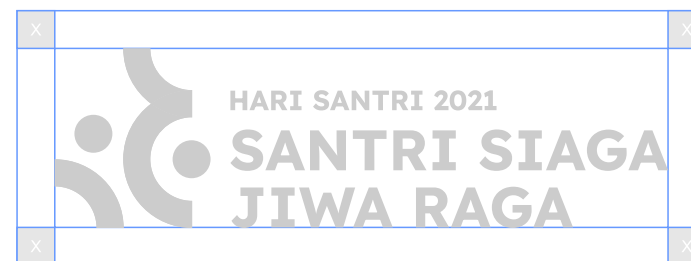 X X
HARI SANTRI 2021
SANTRI SIAGA
JIWA RAGA
X X